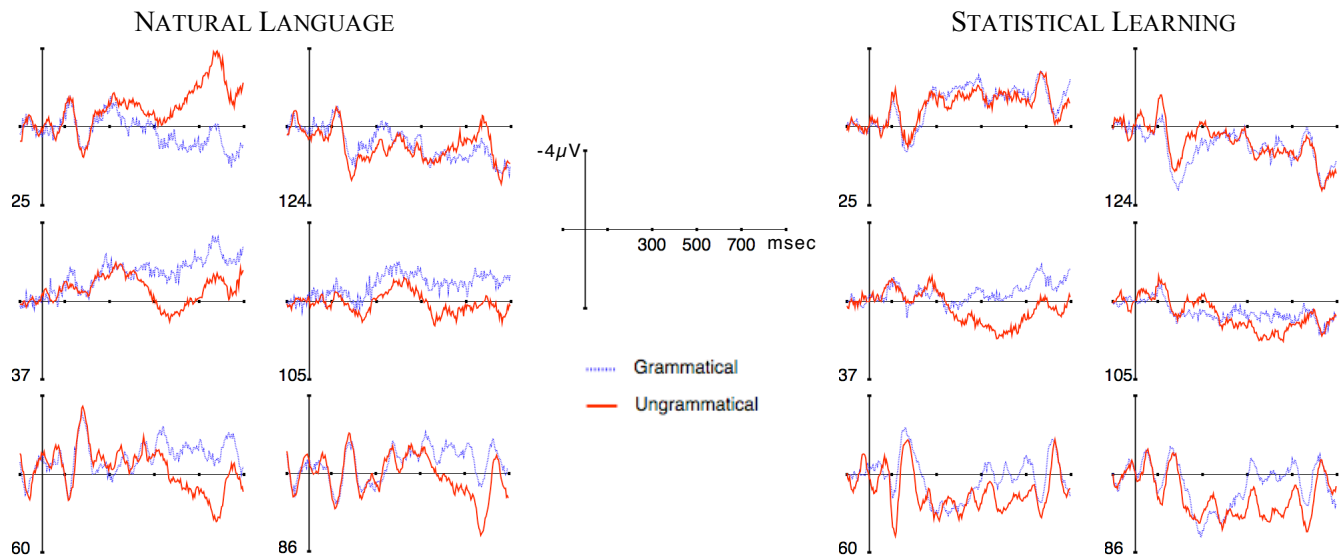 NATURAL LANGUAGE
STATISTICAL LEARNING
25
124
-4µV
25
124
300 500 700 msec
37
105
Grammatical
Ungrammatical
37
105
60
86
60
86